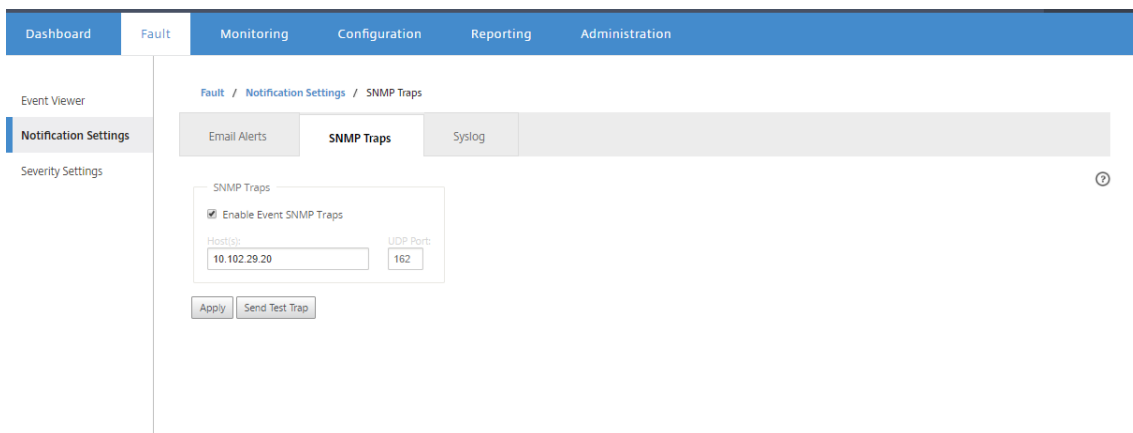 Dashboard Fault Monitoring Configuration Reporting Administration
Event Viewer
Notification Settings
Severity Settings
Fault / Notification Settings / SNMP Traps
Email Alerts SNMP Traps Syslog
?
SNMP Traps
Enable Event SNMP Traps
Host(s): UDP Port:
10.102.29.20 162
Apply Send Test Trap